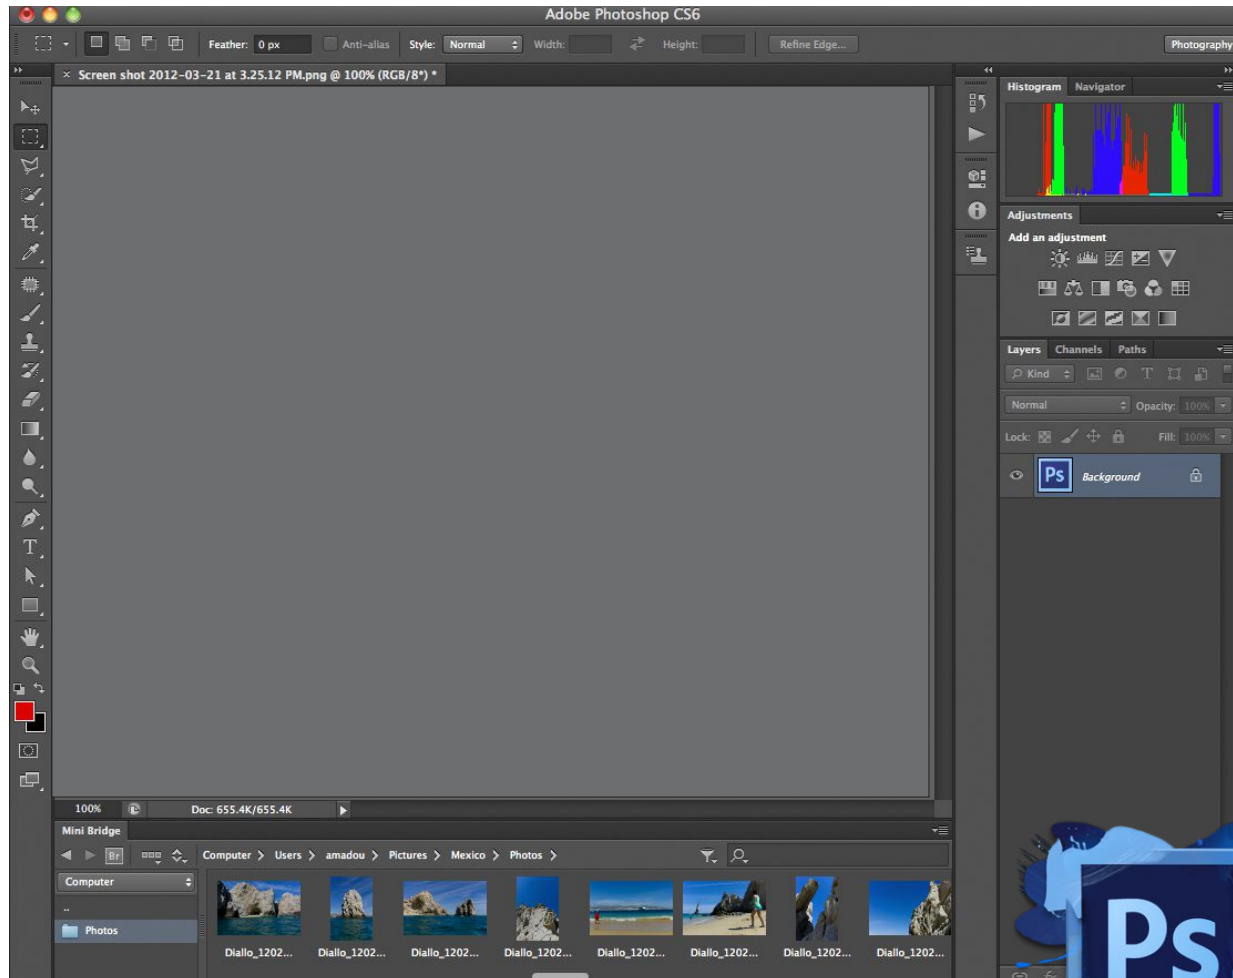 Adobe Photoshop CS6
Feather: 0 px Anti-alias Style: Normal Width: Height: Refine Edge... Photography
× Screen shot 2012-03-21 at 3.25.12 PM.png @ 100% (RGB/8*) *
Histogram Navigator
Adjustments
Add an adjustment
Layers Channels Paths
Kind
Normal Opacity: 100%
Lock: Fill: 100%
Ps Background
T
100% Doc: 655.4K/655.4K
Mini Bridge
Br Computer > Users > amadou > Pictures > Mexico > Photos >
Computer
..
Photos
Diallo_1202... Diallo_1202... Diallo_1202... Diallo_1202... Diallo_1202... Diallo_1202... Diallo_1202... Diallo_1202...
Ps